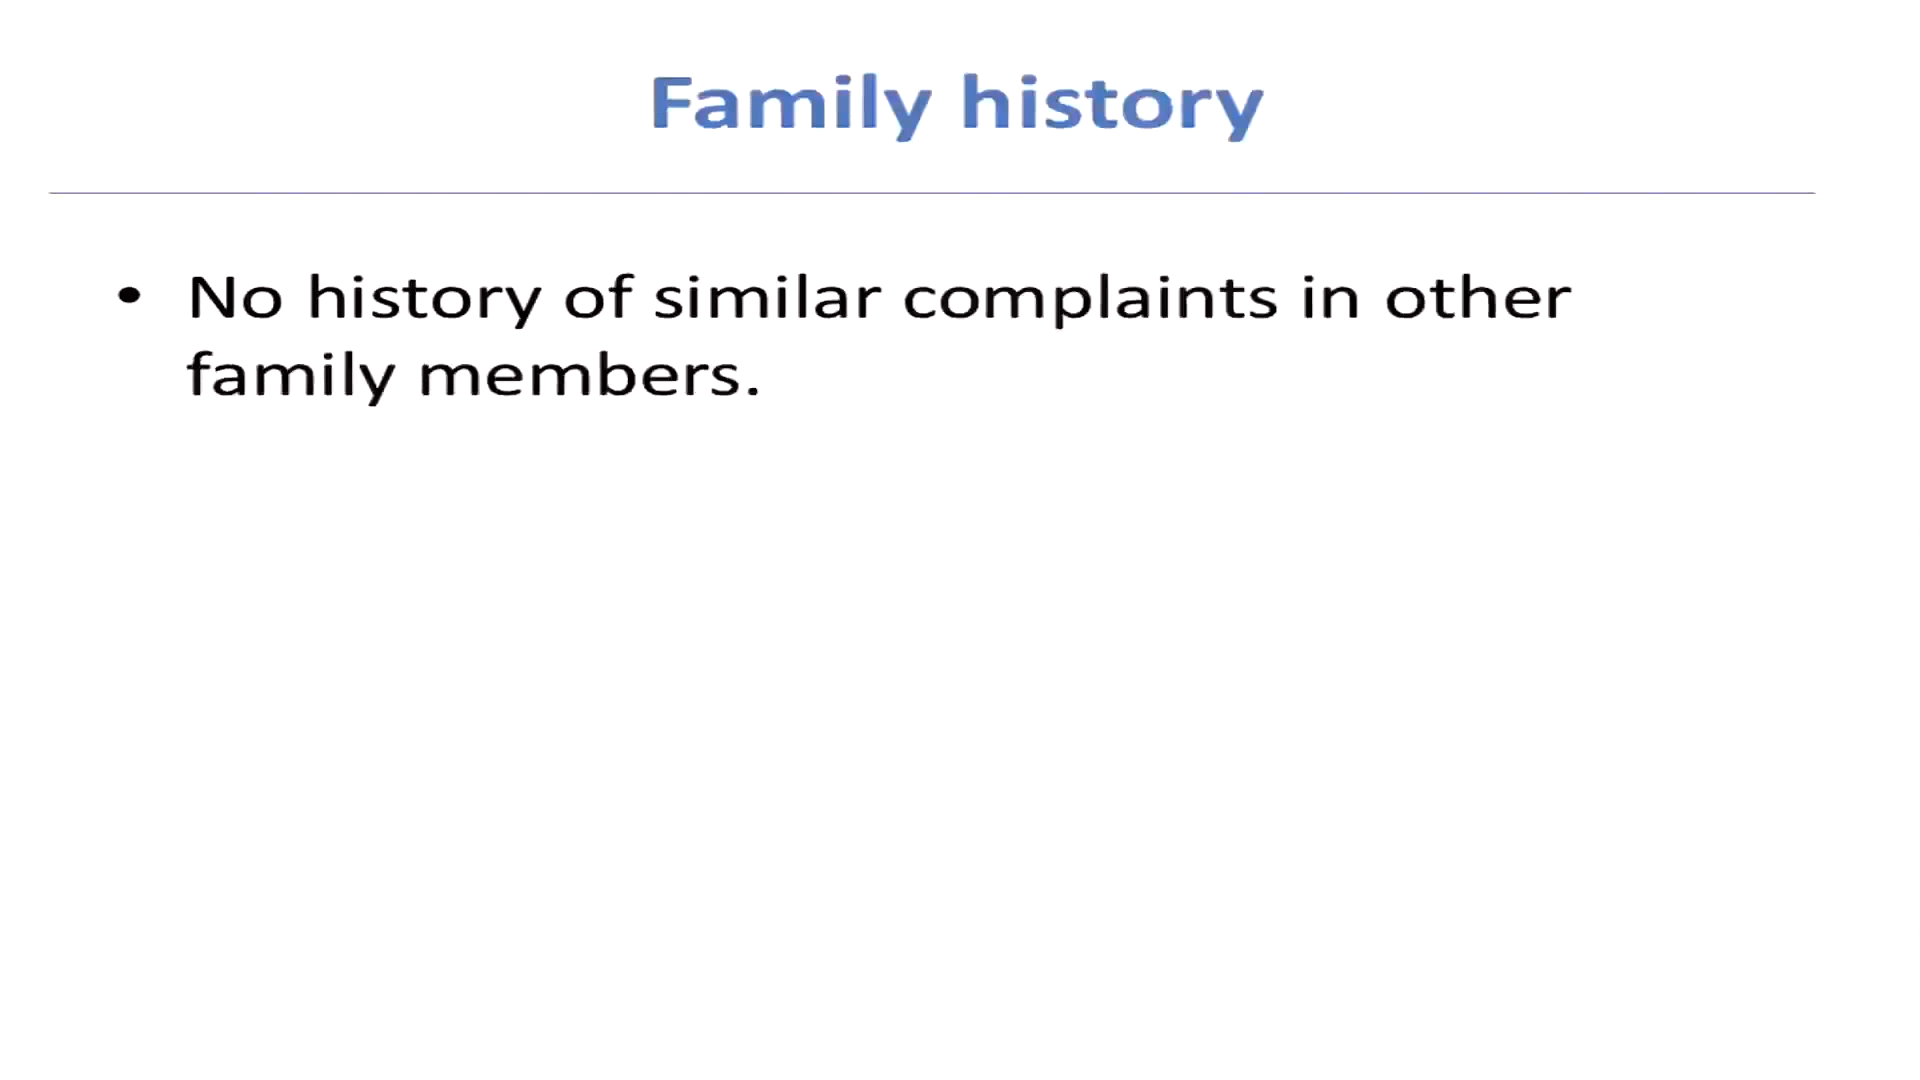 Family history
• No history of similar complaints in other
family members.